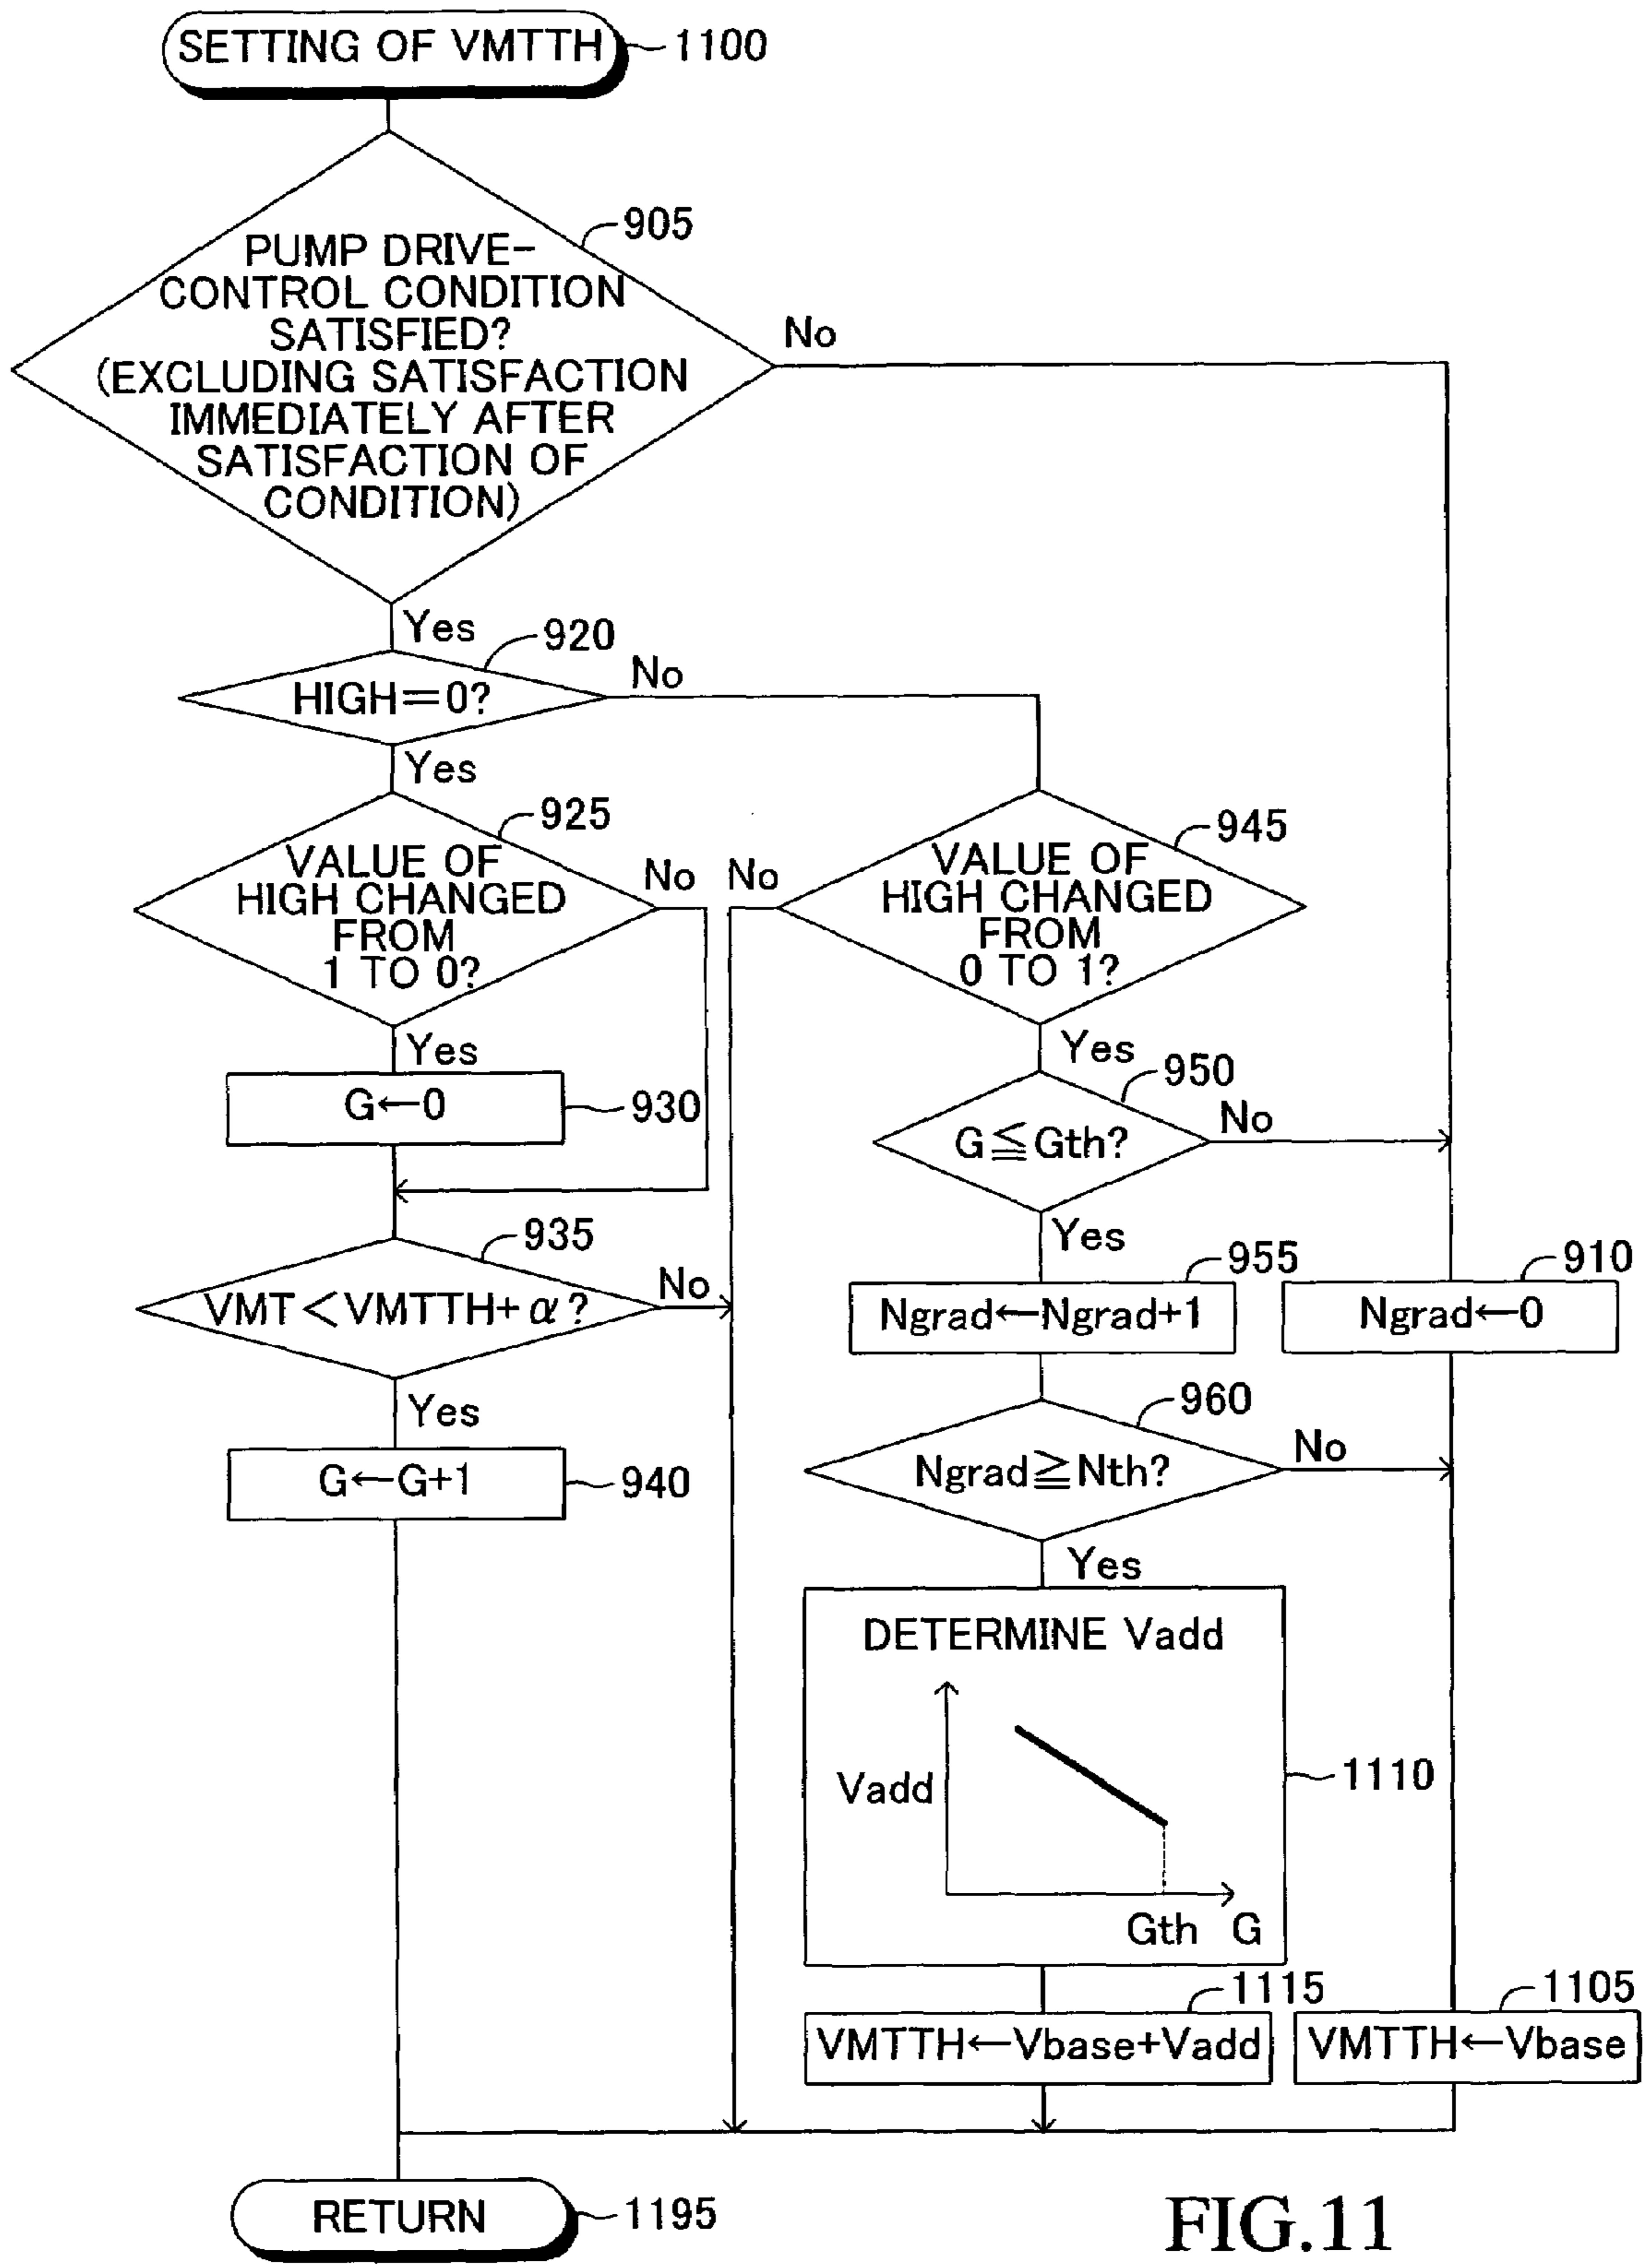 SETTING OF VMTTH
1100
905
PUMP DRIVE-
CONTROL CONDITION
SATISFIED?
(EXCLUDING SATISFACTION
IMMEDIATELY AFTER
SATISFACTION OF
CONDITION)
No
Yes
920
HIGH=0?
No
Yes
925
VALUE OF
HIGH CHANGED
FROM
1 TO 0?
No
Yes
G←0
930
935
VMT<VMTTH+α?
No
Yes
G←G+1
940
945
VALUE OF
HIGH CHANGED
FROM
0 TO 1?
No
Yes
950
G≦Gth?
No
Yes
955
Ngrad←Ngrad+1
910
Ngrad←0
960
Ngrad≧Nth?
No
Yes
DETERMINE Vadd
Vadd
Gth G
1110
1115
VMTTH←Vbase+Vadd
1105
VMTTH←Vbase
RETURN
1195
FIG.11